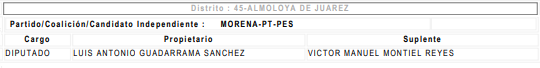 Distrito : 45-ALMOLOYA DE JUAREZ
Partido/Coalición/Candidato Independiente : MORENA-PT-PES
Cargo Propietario Suplente
DIPUTADO LUIS ANTONIO GUADARRAMA SANCHEZ VICTOR MANUEL MONTIEL REYES